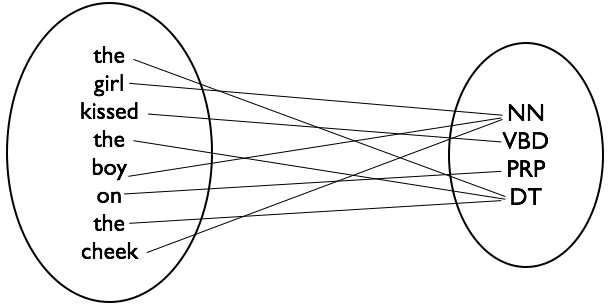 the
girl
kissed
the
boy
on
the
cheek
NN
VBD
PRP
DT